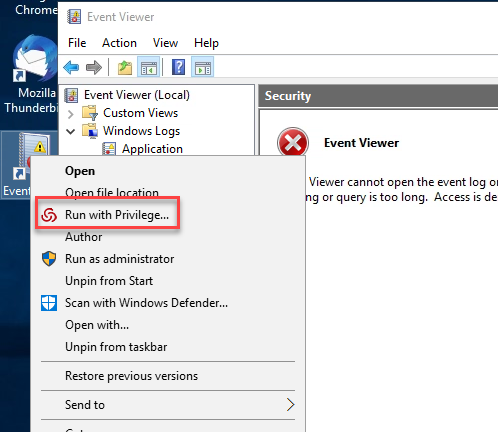 Chrome
Mozilla
Thunderbi
Event
Event Viewer
File Action View Help
Event Viewer (Local)
Custom Views
Windows Logs
Application
Security
Event Viewer
Viewer cannot open the event log or
ng or query is too long. Access is de
Open
Open file location
Run with Privilege...
Author
Run as administrator
Unpin from Start
Scan with Windows Defender...
Open with...
Unpin from taskbar
Restore previous versions
Send to